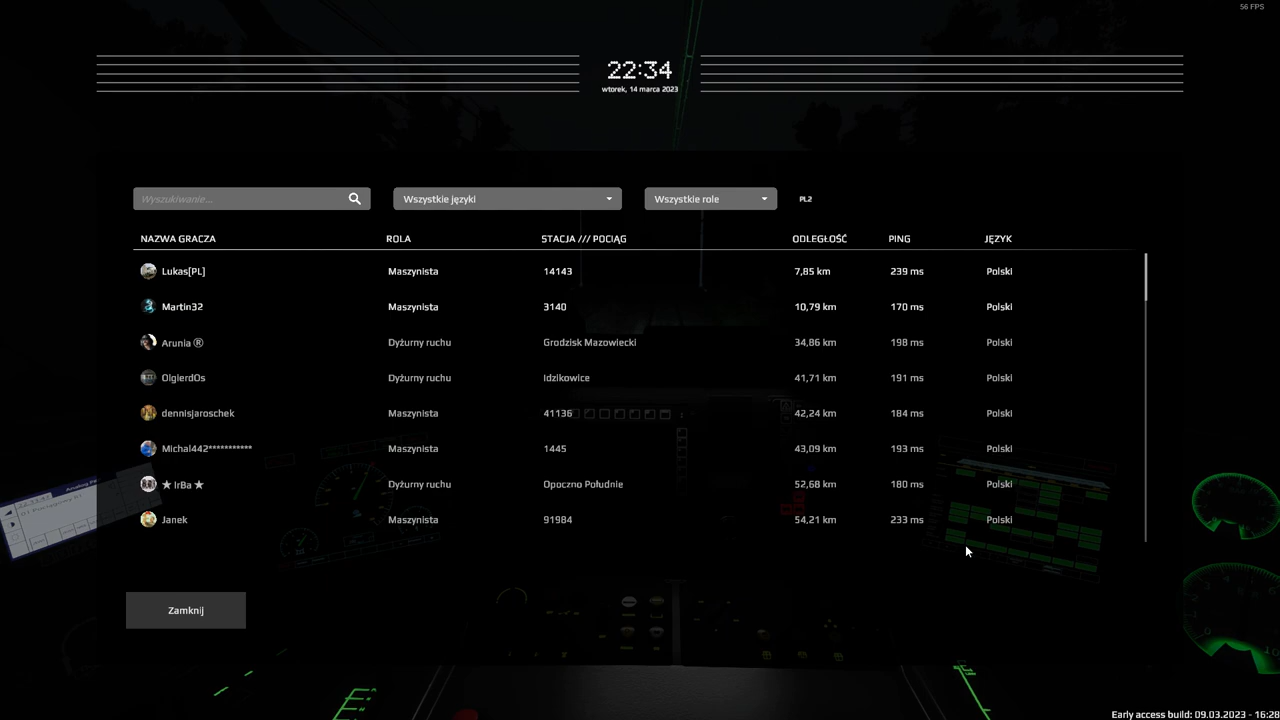 56 FPS
22:34
wtorek, 14 marca 2023
Wyszukiwanie... Wszystkie języki Wszystkie role PL2
NAZWA GRACZA ROLA STACJA /// POCIĄG ODLEGŁOŚĆ PING JĘZYK
Lukas[PL] Maszynista 14143 7,85 km 239 ms Polski
Martin32 Maszynista 3140 10,79 km 170 ms Polski
Arunia ® Dyżurny ruchu Grodzisk Mazowiecki 34,86 km 198 ms Polski
OlgierdOs Dyżurny ruchu Idzikowice 41,71 km 191 ms Polski
dennisjaroschek Maszynista 41136 42,24 km 184 ms Polski
Michal442*********** Maszynista 1445 43,09 km 193 ms Polski
★ IrBa ★ Dyżurny ruchu Opoczno Południe 52,68 km 180 ms Polski
Janek Maszynista 91984 54,21 km 233 ms Polski
Zamknij
Early access build: 09.03.2023 - 16:28